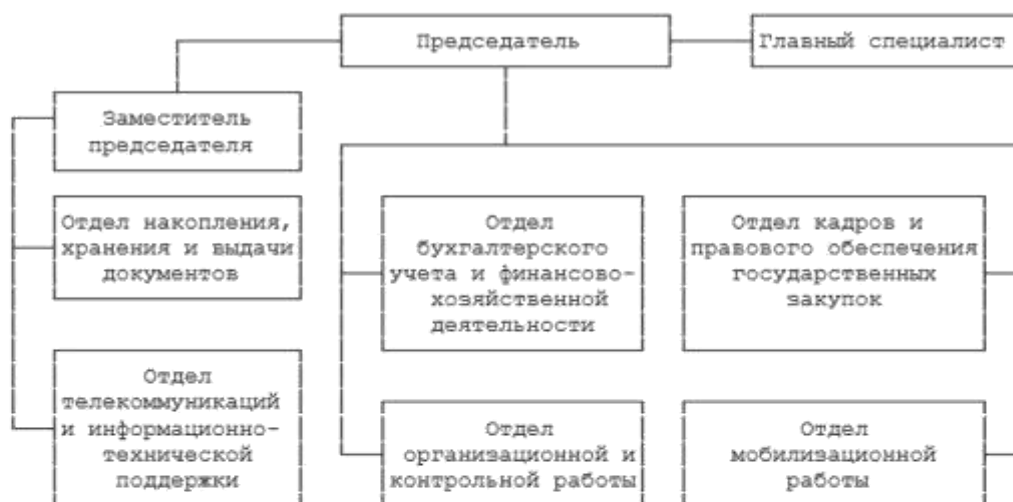 Председатель
Главный специалист
Заместитель
председателя
Отдел накопления,
хранения и выдачи
документов
Отдел
бухгалтерского
учета и финансово-
хозяйственной
деятельности
Отдел кадров и
правового обеспечения
государственных
закупок
Отдел
телекоммуникаций
и информационно-
технической
поддержки
Отдел
организационной и
контрольной работы
Отдел
мобилизационной
работы